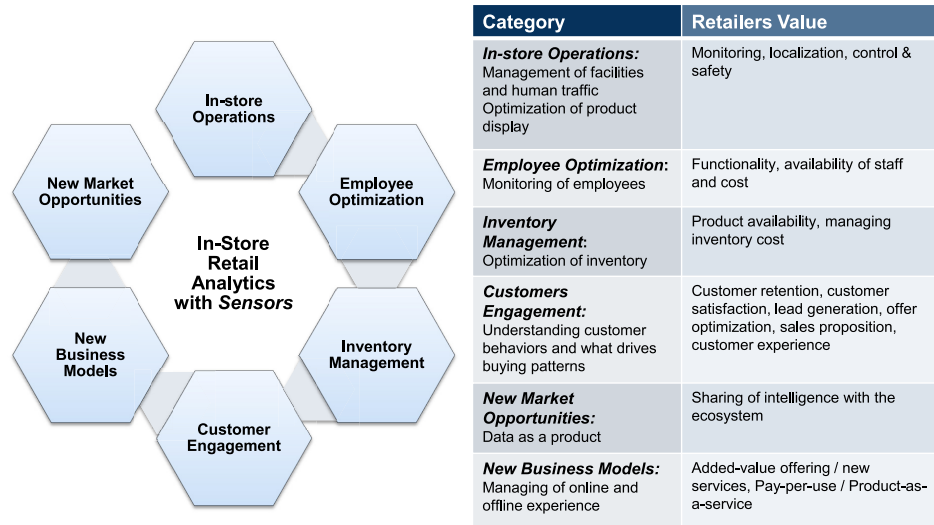 In-store
Operations
New Market
Opportunities
Employee
Optimization
In-Store
Retail
Analytics
with Sensors
New
Business
Models
Inventory
Management
Customer
Engagement
Category
Retailers Value
In-store Operations:
Management of facilities
and human traffic
Optimization of product
display
Monitoring, localization, control &
safety
Employee Optimization:
Monitoring of employees
Functionality, availability of staff
and cost
Inventory
Management:
Optimization of inventory
Product availability, managing
inventory cost
Customers
Engagement:
Understanding customer
behaviors and what drives
buying patterns
Customer retention, customer
satisfaction, lead generation, offer
optimization, sales proposition,
customer experience
New Market
Opportunities:
Data as a product
Sharing of intelligence with the
ecosystem
New Business Models:
Managing of online and
offline experience
Added-value offering / new
services, Pay-per-use / Product-as-
a-service